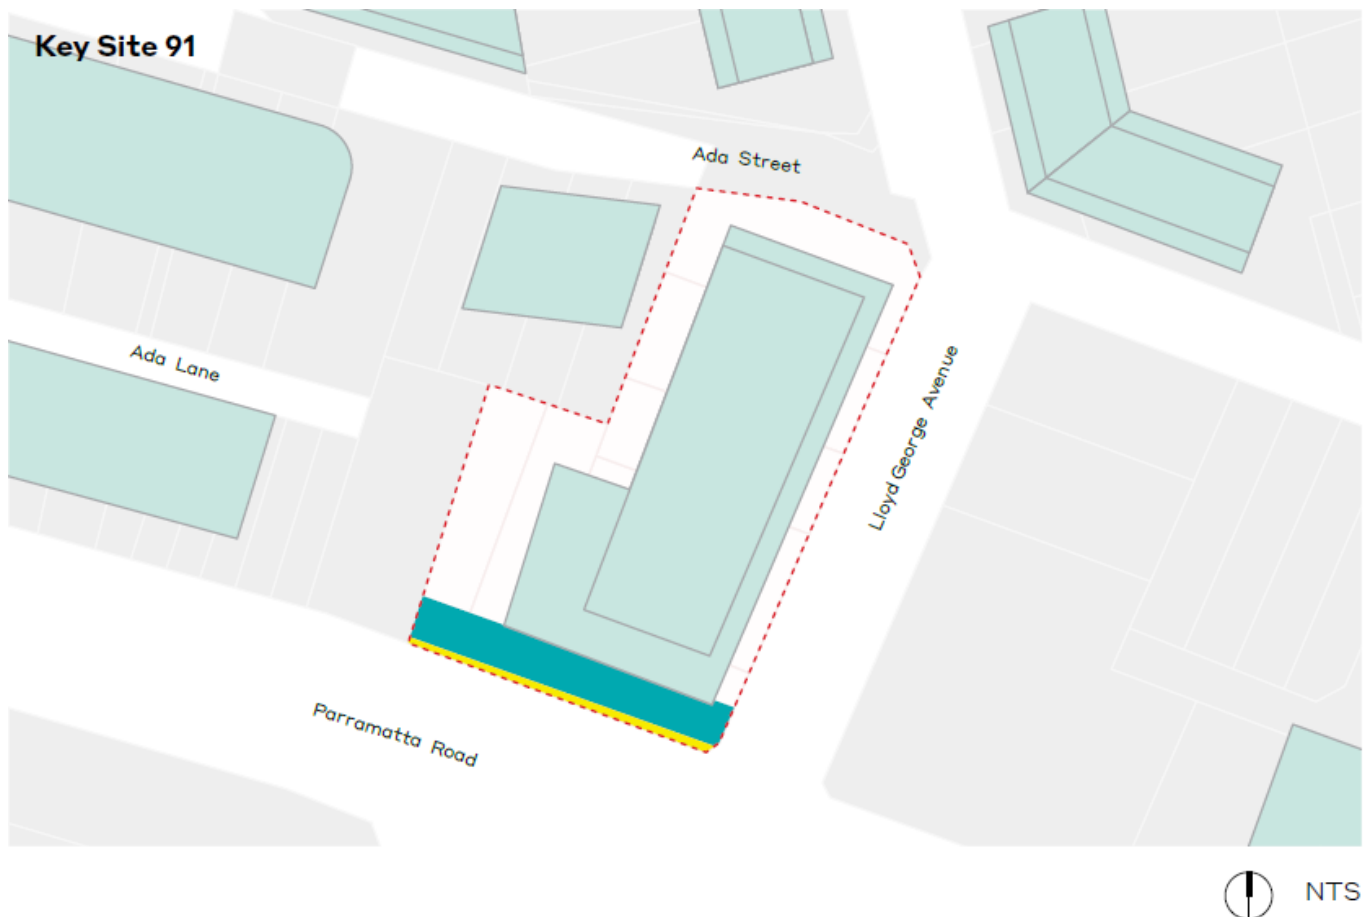 Key Site 91
Ada Street
Ada Lane
Lloyd George Avenue
Parramatta Road
NTS